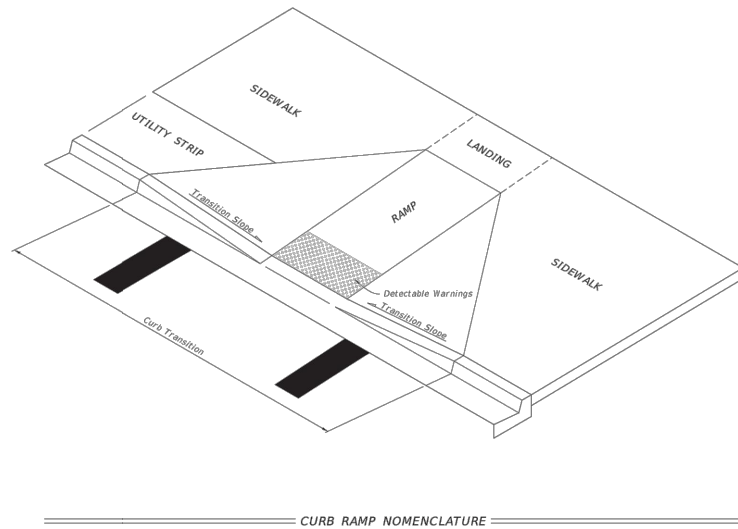 SIDEWALK
UTILITY STRIP
LANDING
RAMP
Transition Slope
SIDEWALK
Detectable Warnings
Transition Slope
Curb Transition
CURB RAMP NOMENCLATURE